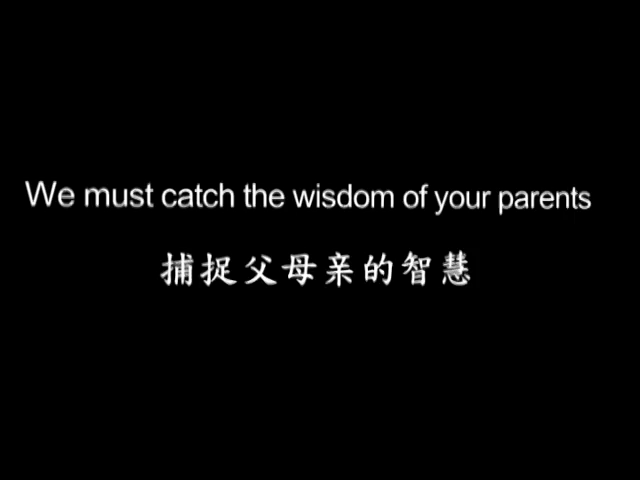 We must catch the wisdom of your parents
捕捉父母亲的智慧